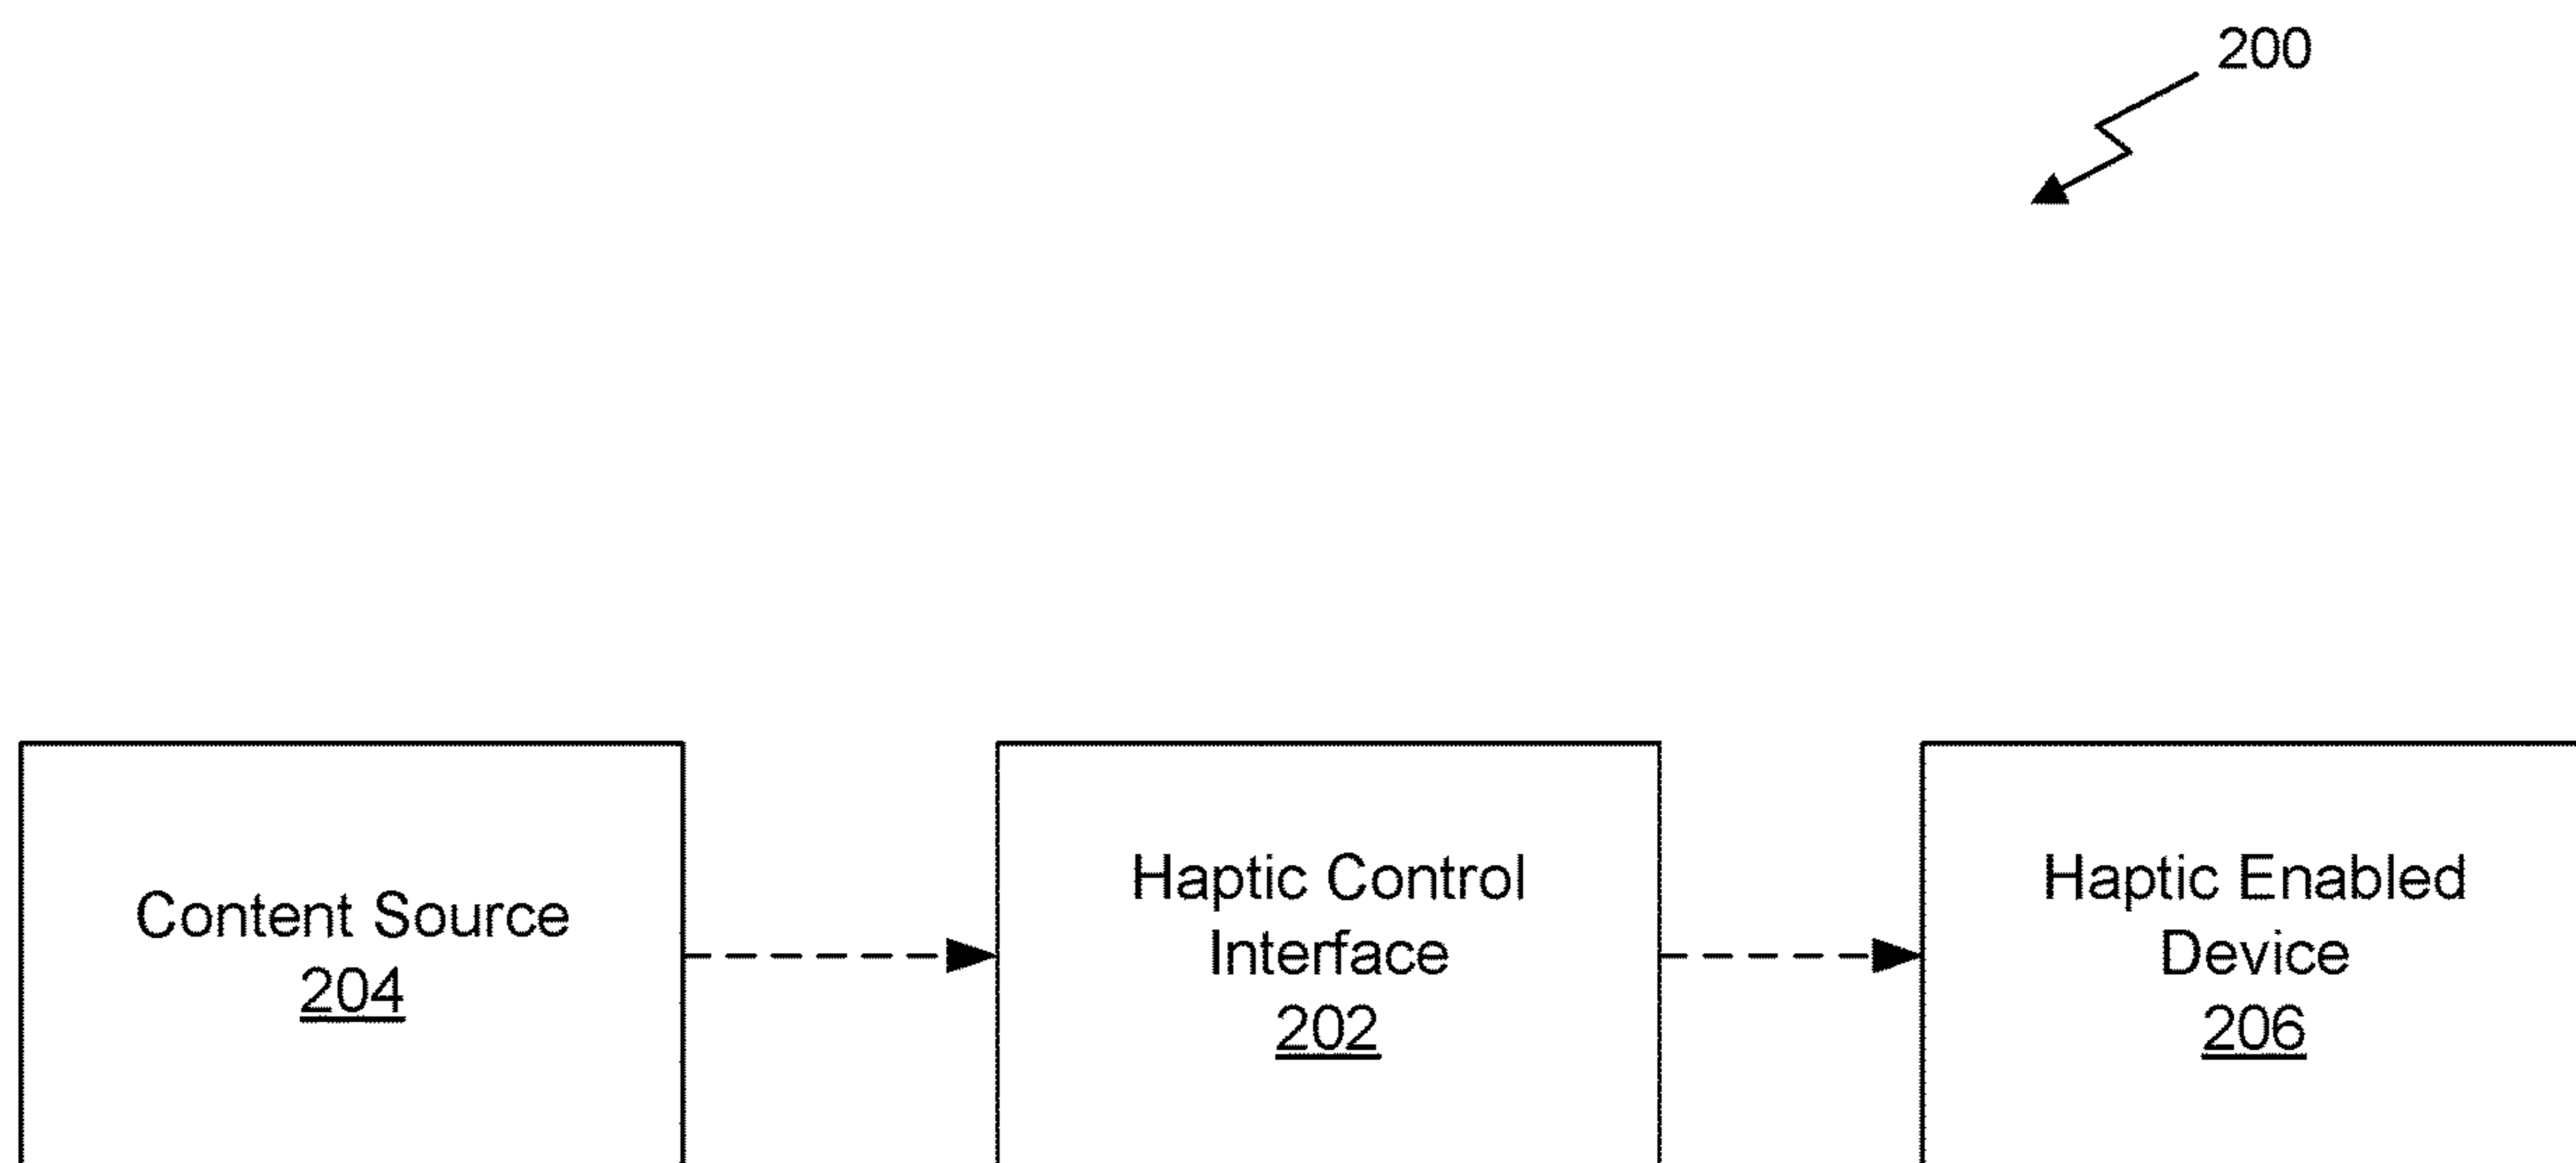 200
Content Source
204
Haptic Control
Interface
202
Haptic Enabled
Device
206